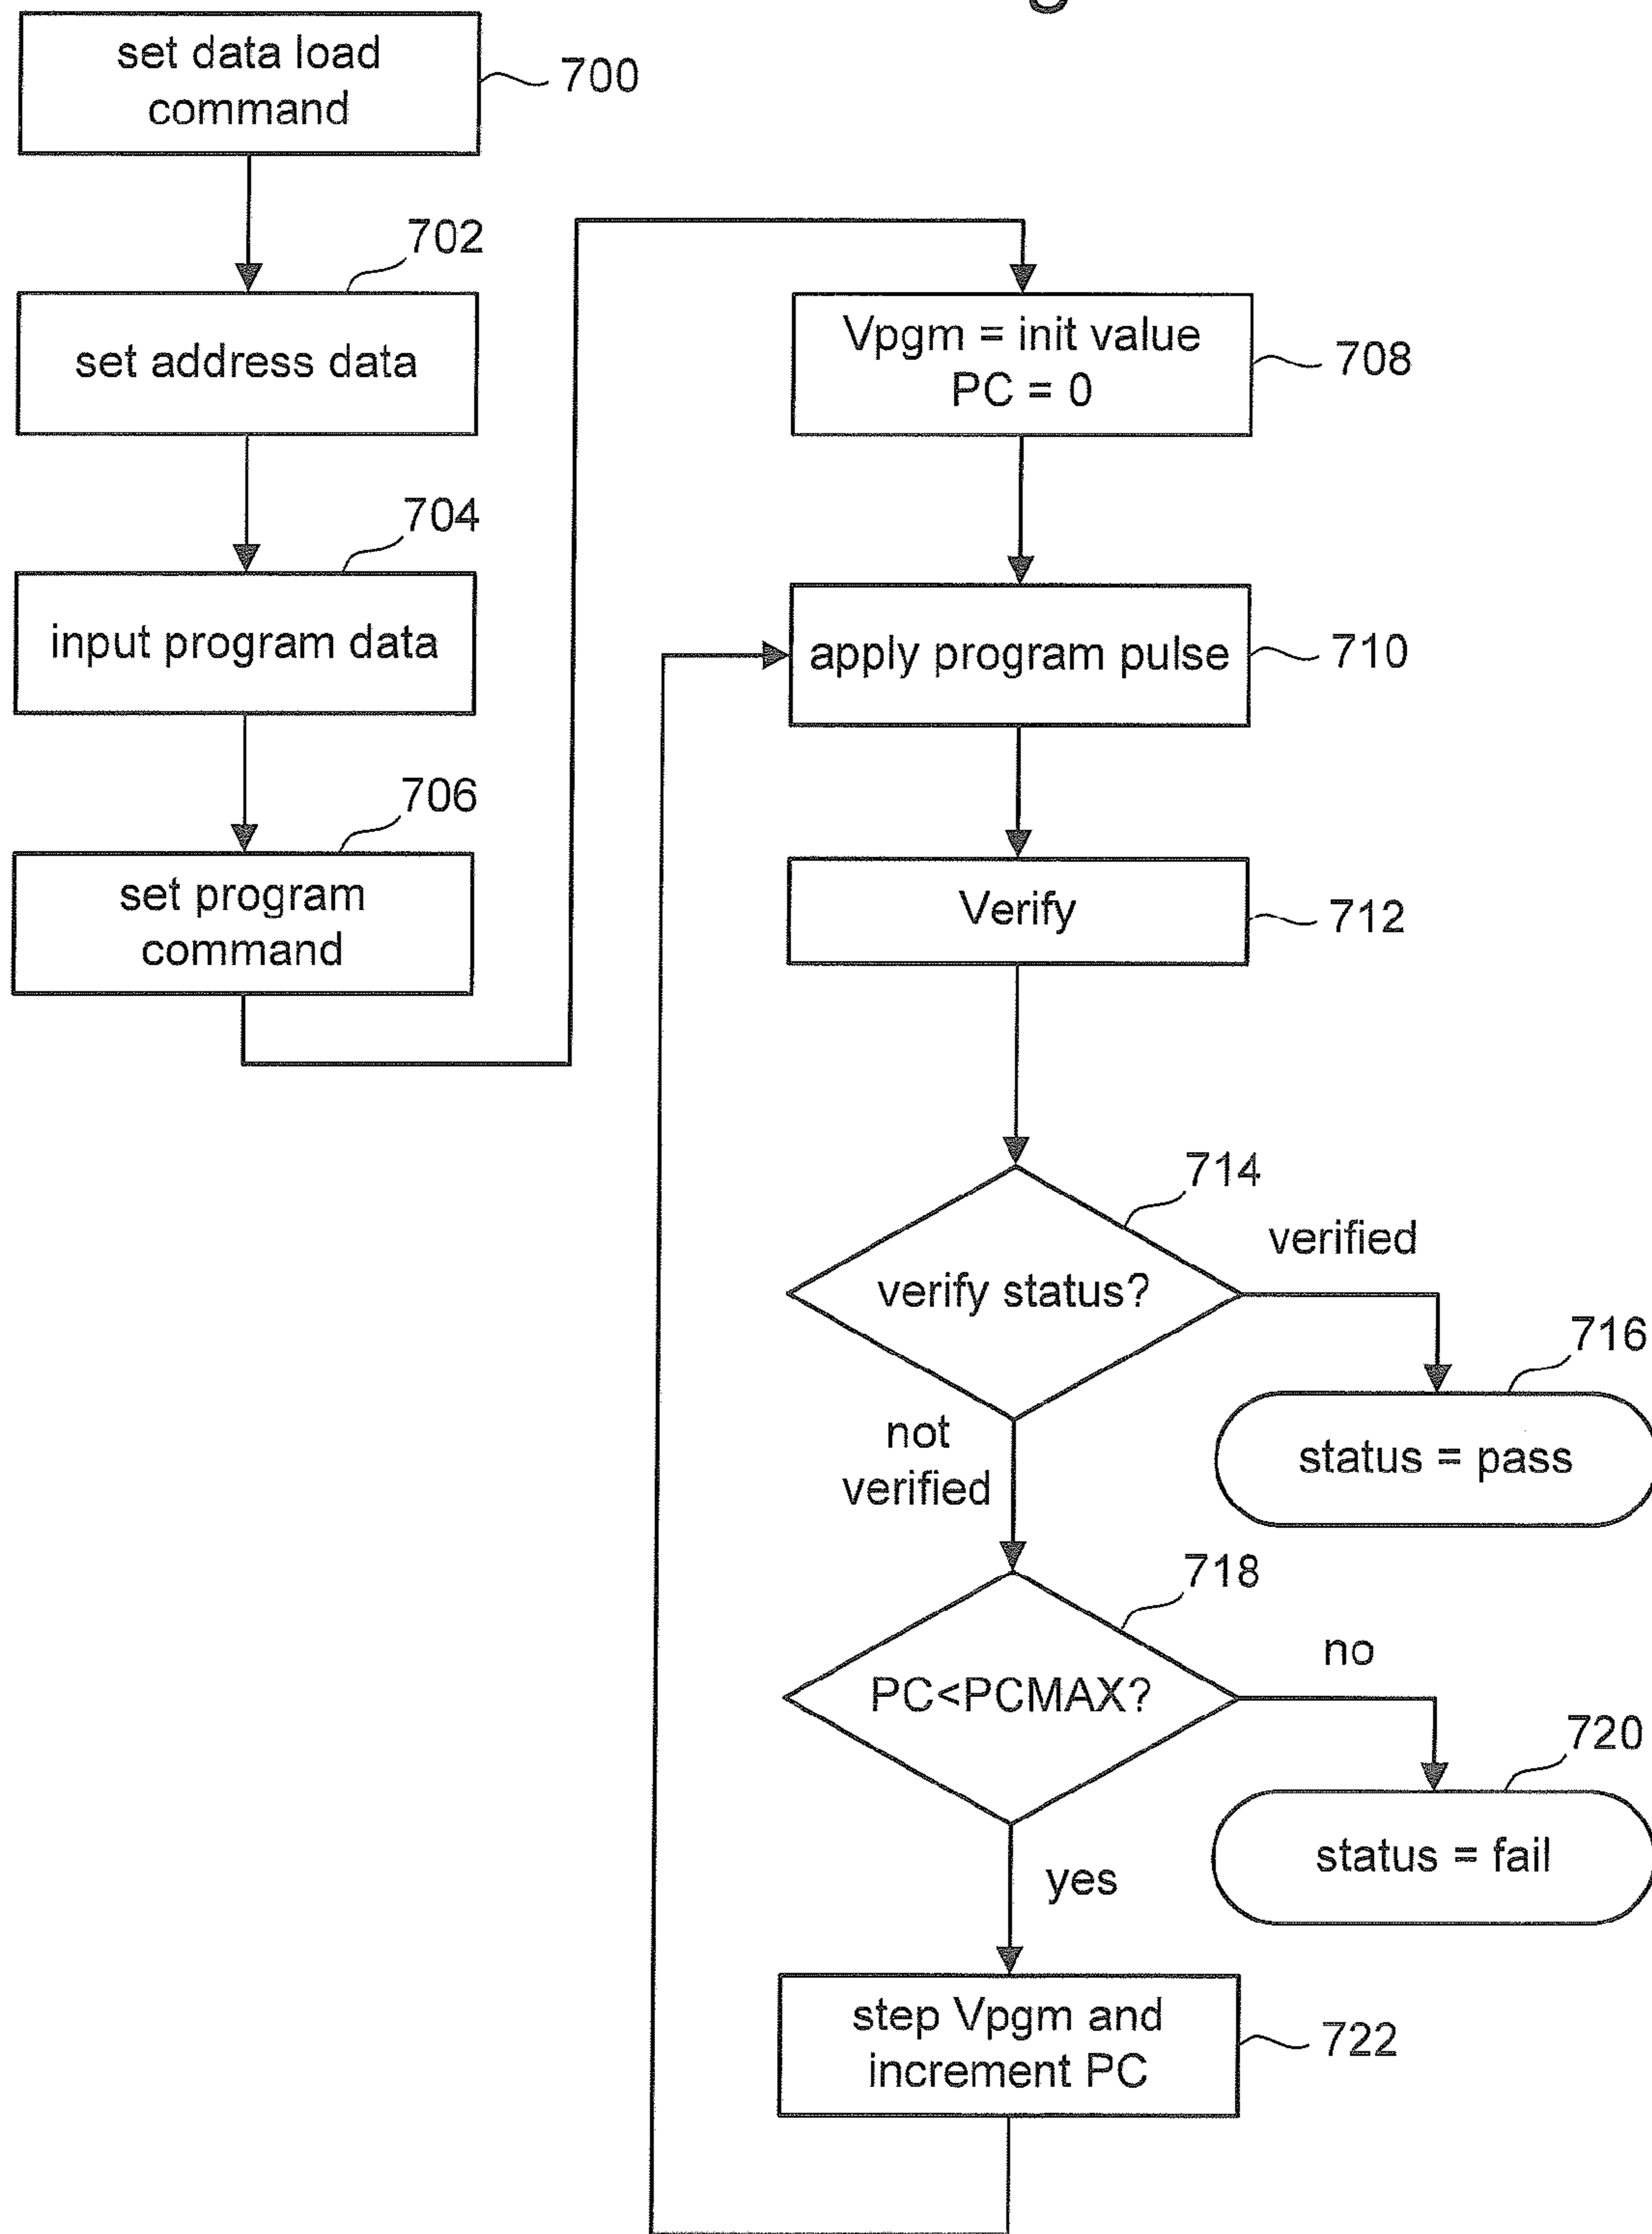 set data load
command
700
702
set address data
704
input program data
706
set program
command
Vpgm = init value
PC = 0
708
apply program pulse
710
Verify
712
714
verify status?
verified
716
status = pass
not
verified
718
PC<PCMAX?
no
720
status = fail
yes
step Vpgm and
increment PC
722